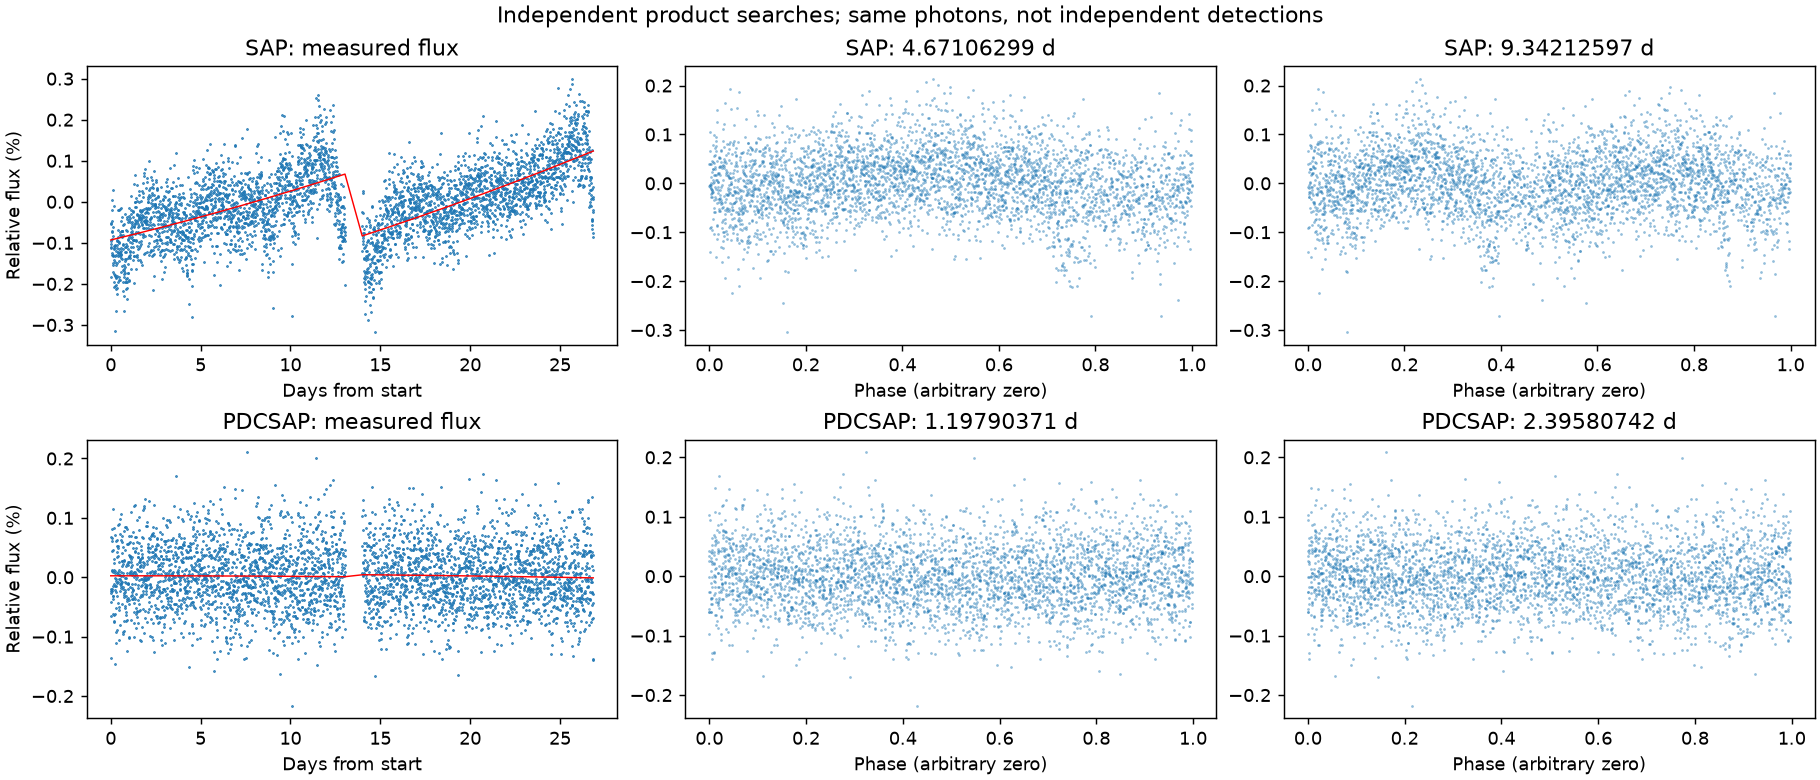 Independent product searches; same photons, not independent detections
SAP: measured flux
SAP: 4.67106299 d
SAP: 9.34212597 d
Relative flux (%)
0.3
0.2
0.1
0.0
−0.1
−0.2
−0.3
0 5 10 15 20 25
Days from start
0.2
0.1
0.0
−0.1
−0.2
−0.3
0.0 0.2 0.4 0.6 0.8 1.0
Phase (arbitrary zero)
0.2
0.1
0.0
−0.1
−0.2
−0.3
0.0 0.2 0.4 0.6 0.8 1.0
Phase (arbitrary zero)
PDCSAP: measured flux
PDCSAP: 1.19790371 d
PDCSAP: 2.39580742 d
Relative flux (%)
0.2
0.1
0.0
−0.1
−0.2
0 5 10 15 20 25
Days from start
0.2
0.1
0.0
−0.1
−0.2
0.0 0.2 0.4 0.6 0.8 1.0
Phase (arbitrary zero)
0.2
0.1
0.0
−0.1
−0.2
0.0 0.2 0.4 0.6 0.8 1.0
Phase (arbitrary zero)